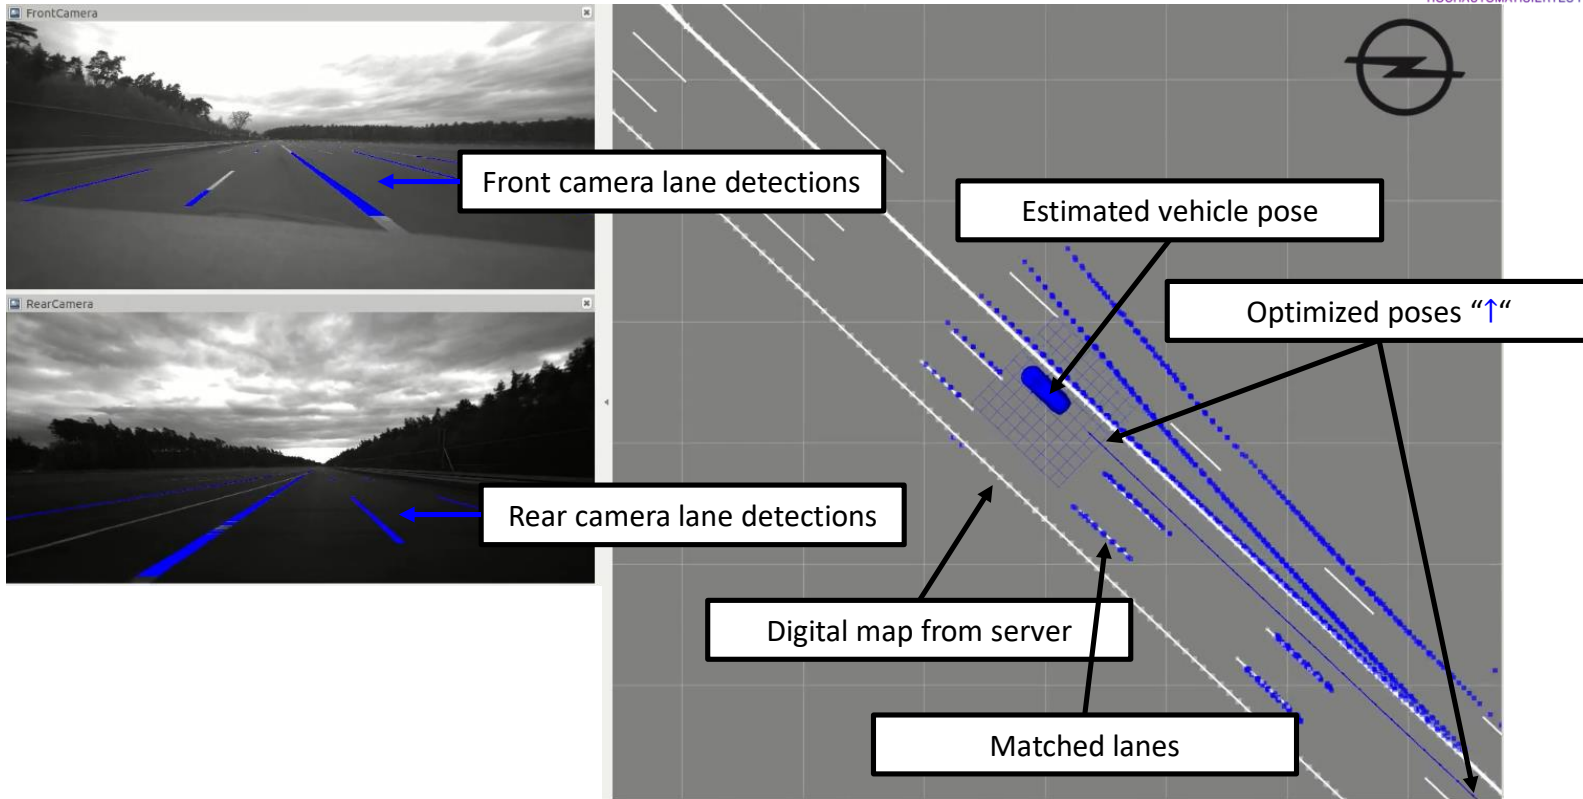 FrontCamera
Front camera lane detections
Estimated vehicle pose
Optimized poses “↑“
RearCamera
Rear camera lane detections
Digital map from server
Matched lanes